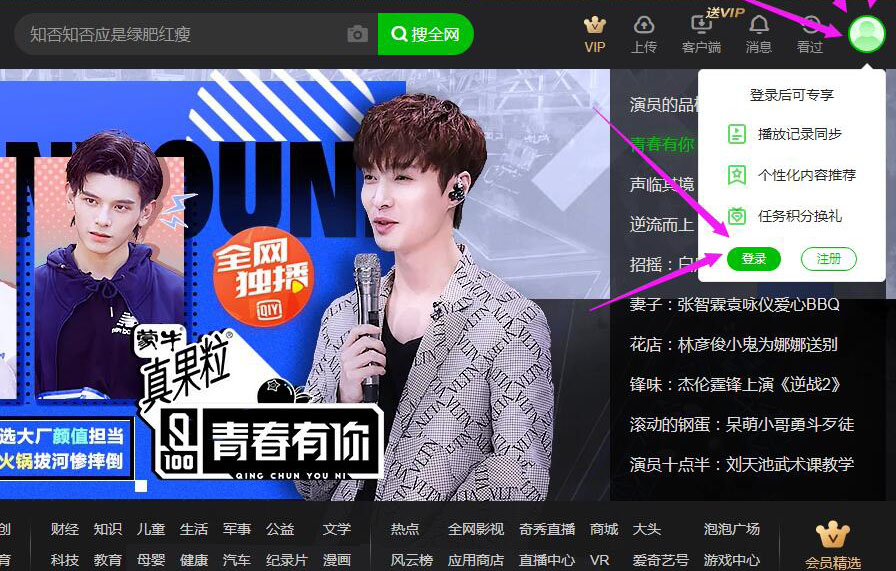 知否知否应是绿肥红瘦
搜全网
送VIP
VIP
上传
客户端
消息
看过
登录后可专享
播放记录同步
个性化内容推荐
任务积分换礼
登录
注册
演员的品
青春有你
声临其境
逆流而上
招摇：白
妻子：张智霖袁咏仪爱心BBQ
花店：林彦俊小鬼为娜娜送别
锋味：杰伦霆锋上演《逆战2》
滚动的钢蛋：呆萌小哥勇斗歹徒
演员十点半：刘天池武术课教学
OUN
全网
独播
QIY
蒙牛
真果粒®
100
青春有你
QING CHUN YOU NI
选大厂颜值担当
火锅拔河惨摔倒
创 财经 知识 儿童 生活 军事 公益 文学 热点 全网影视 奇秀直播 商城 大头 泡泡广场
育 科技 教育 母婴 健康 汽车 纪录片 漫画 风云榜 应用商店 直播中心 VR 爱奇艺号 游戏中心
会员精选